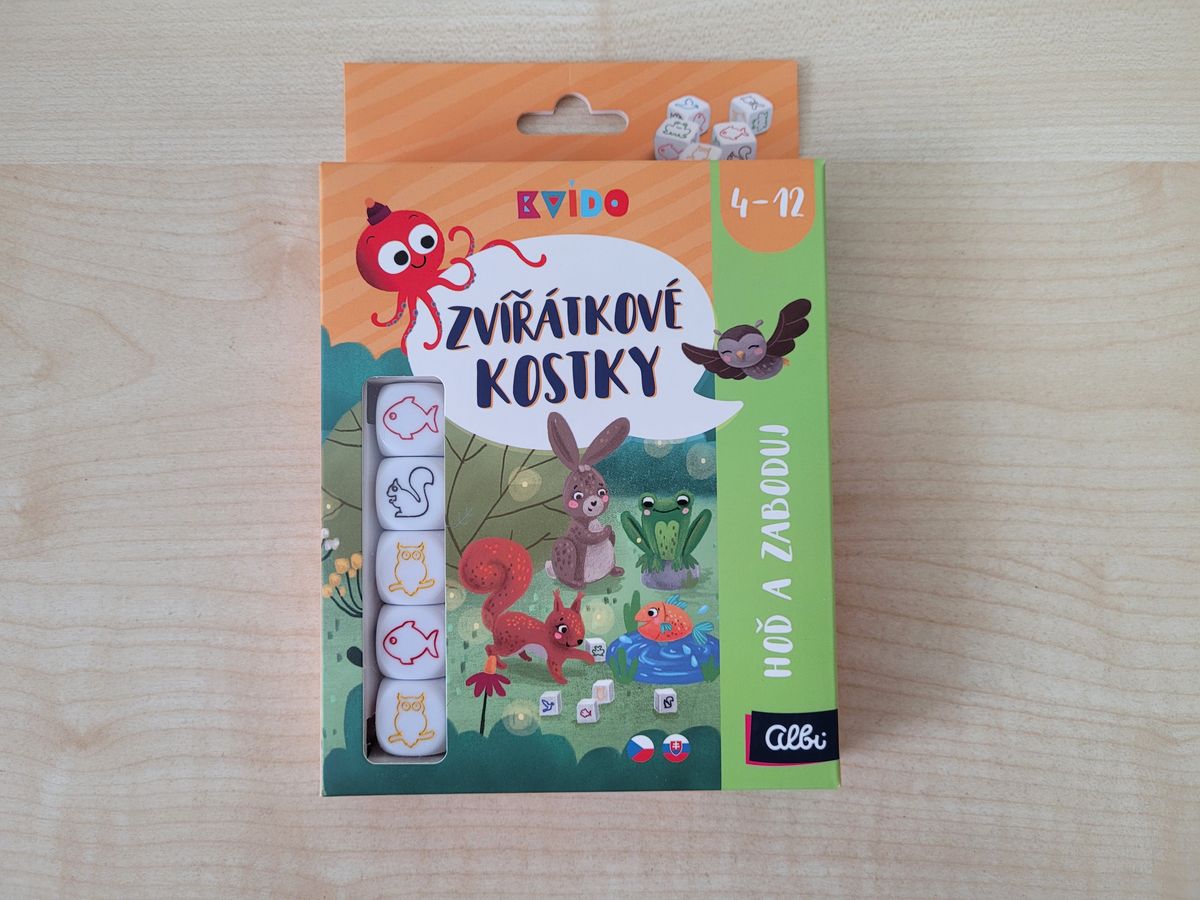 KVÍDO
4-12
ZVÍŘÁTKOVÉ
KOSTKY
HOĎ A ZABODUJ
albi